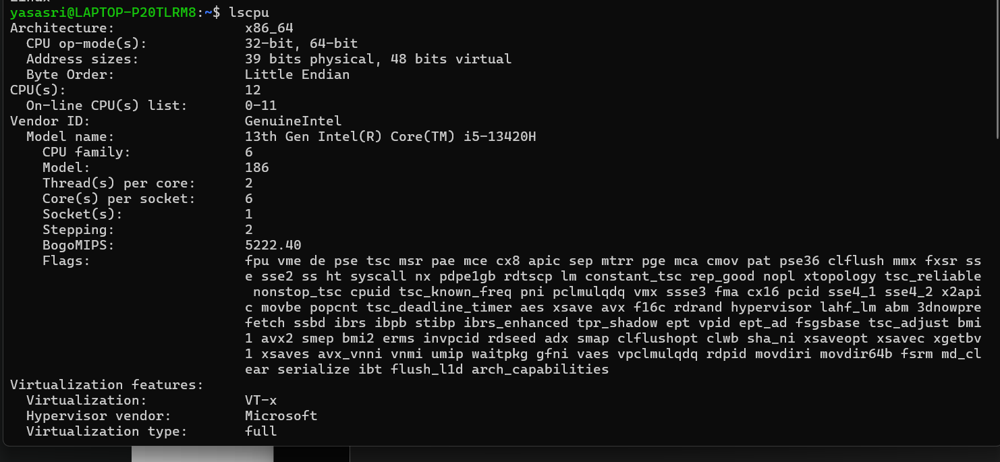 Linux
yasasri@LAPTOP-P20TLRM8:~$ lscpu
Architecture:                x86_64
  CPU op-mode(s):            32-bit, 64-bit
  Address sizes:             39 bits physical, 48 bits virtual
  Byte Order:                Little Endian
CPU(s):                      12
  On-line CPU(s) list:       0-11
Vendor ID:                   GenuineIntel
  Model name:                13th Gen Intel(R) Core(TM) i5-13420H
    CPU family:              6
    Model:                   186
    Thread(s) per core:      2
    Core(s) per socket:      6
    Socket(s):               1
    Stepping:                2
    BogoMIPS:                5222.40
    Flags:                   fpu vme de pse tsc msr pae mce cx8 apic sep mtrr pge mca cmov pat pse36 clflush mmx fxsr ss
                             e sse2 ss ht syscall nx pdpe1gb rdtscp lm constant_tsc rep_good nopl xtopology tsc_reliable
                              nonstop_tsc cpuid tsc_known_freq pni pclmulqdq vmx ssse3 fma cx16 pcid sse4_1 sse4_2 x2api
                             c movbe popcnt tsc_deadline_timer aes xsave avx f16c rdrand hypervisor lahf_lm abm 3dnowpre
                             fetch ssbd ibrs ibpb stibp ibrs_enhanced tpr_shadow ept vpid ept_ad fsgsbase tsc_adjust bmi
                             1 avx2 smep bmi2 erms invpcid rdseed adx smap clflushopt clwb sha_ni xsaveopt xsavec xgetbv
                             1 xsaves avx_vnni vnmi umip waitpkg gfni vaes vpclmulqdq rdpid movdiri movdir64b fsrm md_cl
                             ear serialize ibt flush_l1d arch_capabilities
Virtualization features:
  Virtualization:            VT-x
  Hypervisor vendor:         Microsoft
  Virtualization type:       full